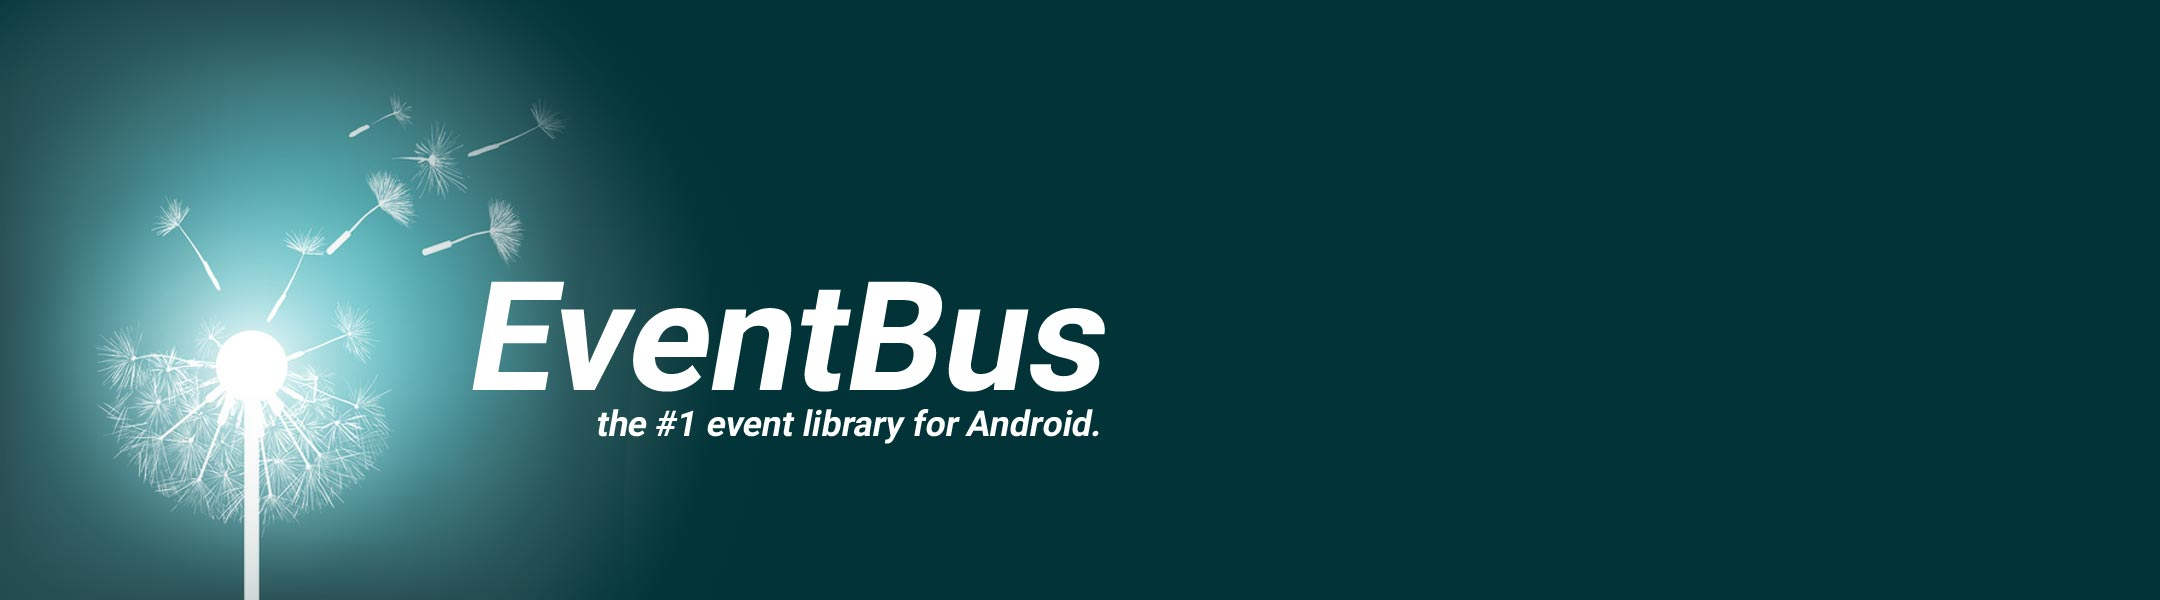 EventBus
the #1 event library for Android.